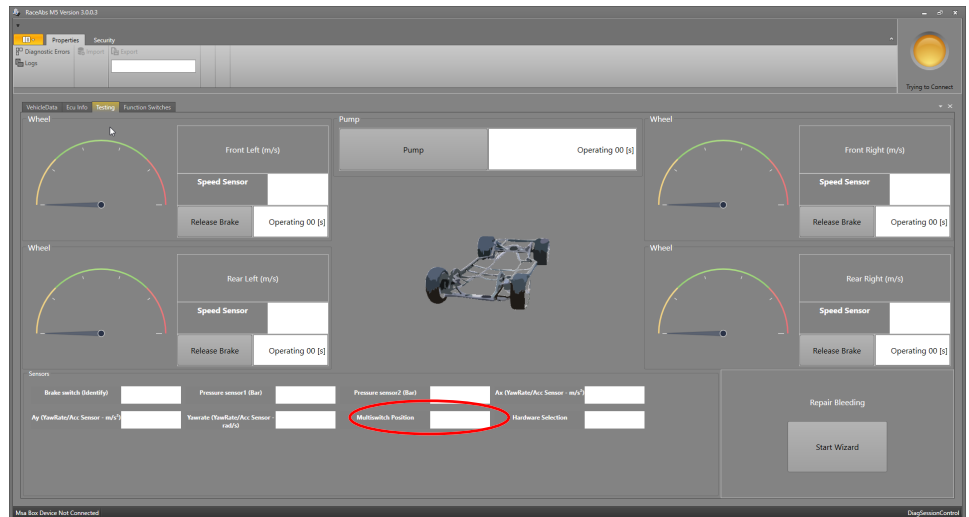 RaceAbs M5 Version 3.0.0.3
Properties Security
Diagnostic Errors Import Export
Logs
Trying to Connect
VehicleData Ecu Info Testing Function Switches
Wheel
Front Left (m/s)
Speed Sensor
Release Brake Operating 00 [s]
Pump
Pump Operating 00 [s]
Wheel
Front Right (m/s)
Speed Sensor
Release Brake Operating 00 [s]
Wheel
Rear Left (m/s)
Speed Sensor
Release Brake Operating 00 [s]
Wheel
Rear Right (m/s)
Speed Sensor
Release Brake Operating 00 [s]
Sensors
Brake switch (Identify) Pressure sensor1 (Bar) Pressure sensor2 (Bar) Ax (YawRate/Acc Sensor - m/s²)
Ay (YawRate/Acc Sensor - m/s²) Yawrate (YawRate/Acc Sensor -
rad/s) Multiswitch Position Hardware Selection
Repair Bleeding
Start Wizard
Msa Box Device Not Connected DiagSessionControl